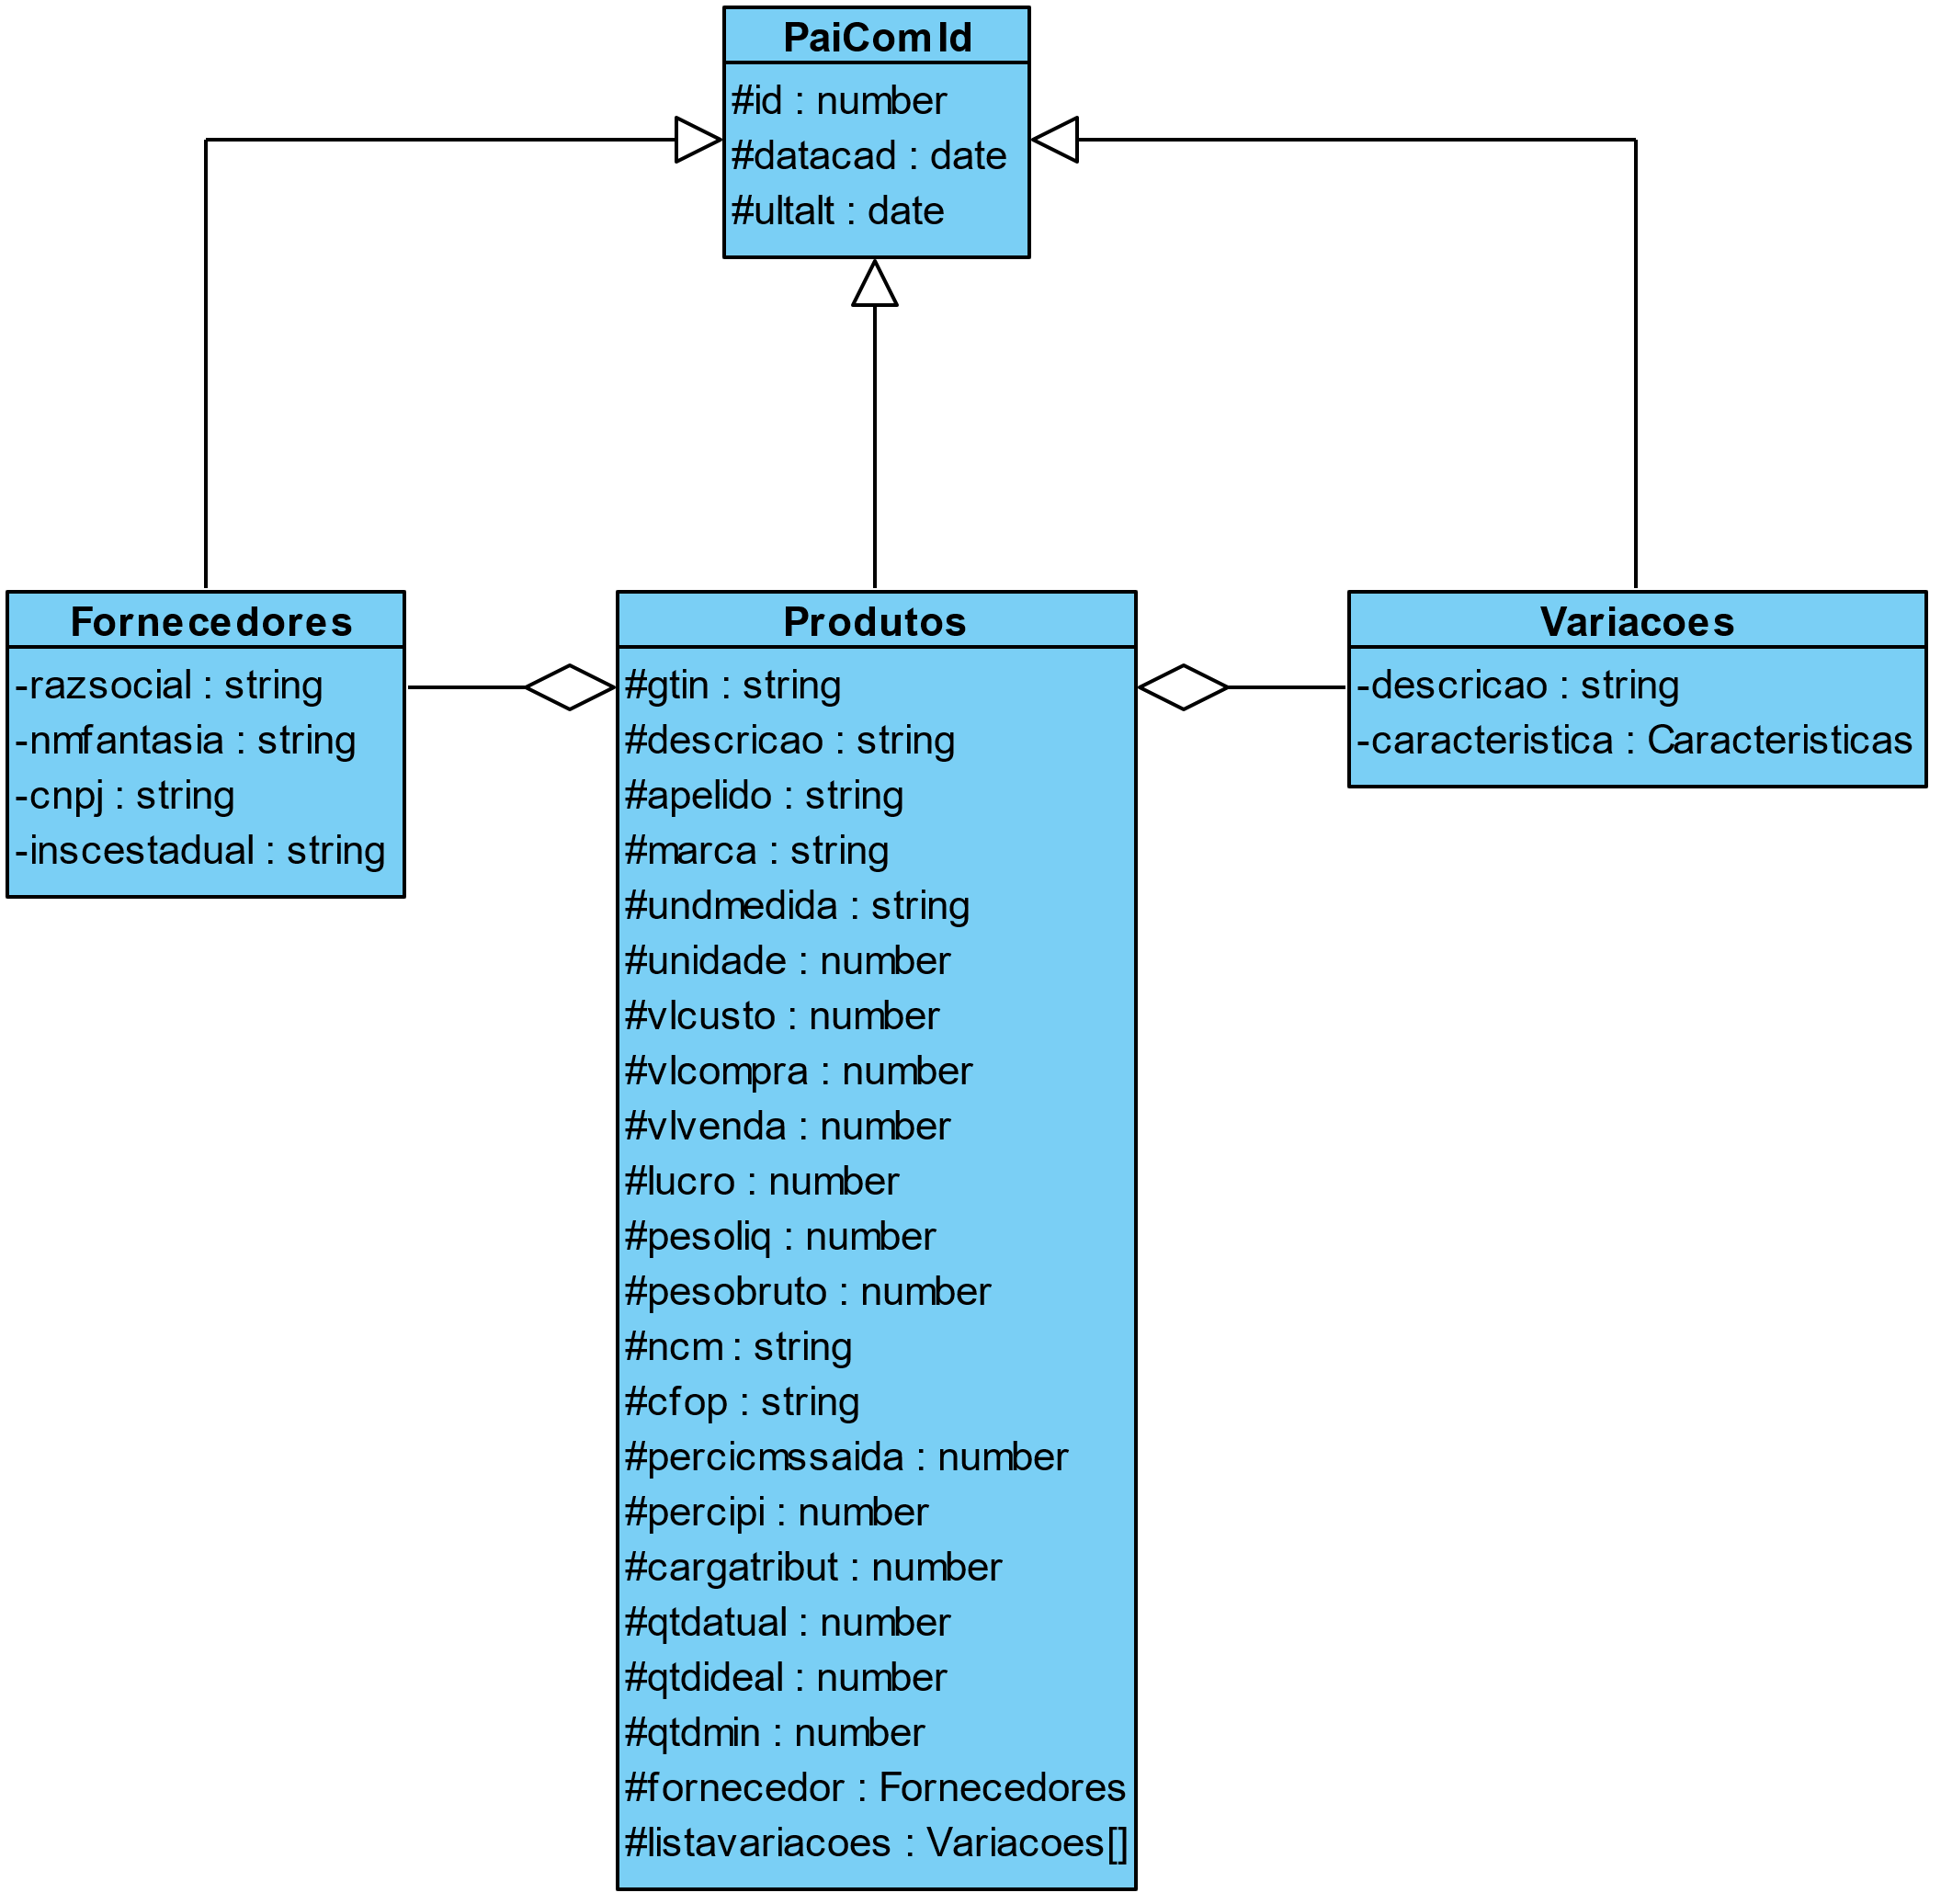 PaiComId
#id : number
#datacad : date
#ultalt : date
Fornecedores
-razsocial : string
-nmfantasia : string
-cnpj : string
-inscestadual : string
Produtos
#gtin : string
#descricao : string
#apelido : string
#marca : string
#undmedida : string
#unidade : number
#vlcusto : number
#vlcompra : number
#vlvenda : number
#lucro : number
#pesoliq : number
#pesobruto : number
#ncm : string
#cfop : string
#percicmssaida : number
#percipi : number
#cargatribut : number
#qtdatual : number
#qtdideal : number
#qtdmin : number
#fornecedor : Fornecedores
#listavariacoes : Variacoes[]
Variacoes
-descricao : string
-caracteristica : Caracteristicas